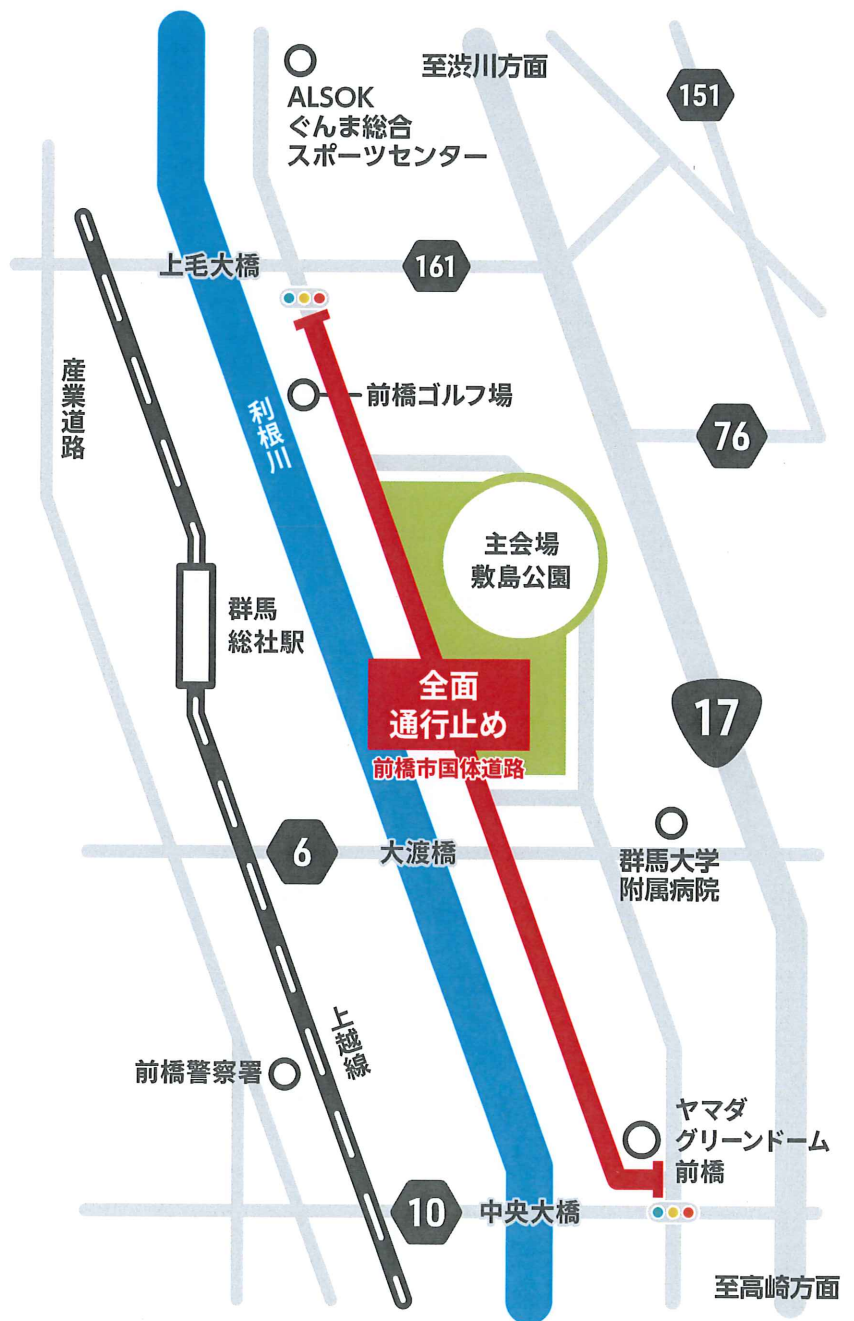 至渋川方面
ALSOK
ぐんま総合
スポーツセンター
151
上毛大橋
161
産業道路
利根川
前橋ゴルフ場
76
主会場
敷島公園
群馬
総社駅
全面
通行止め
前橋市国体道路
17
6
大渡橋
群馬大学
附属病院
上越線
前橋警察署
ヤマダ
グリーンドーム
前橋
10
中央大橋
至高崎方面